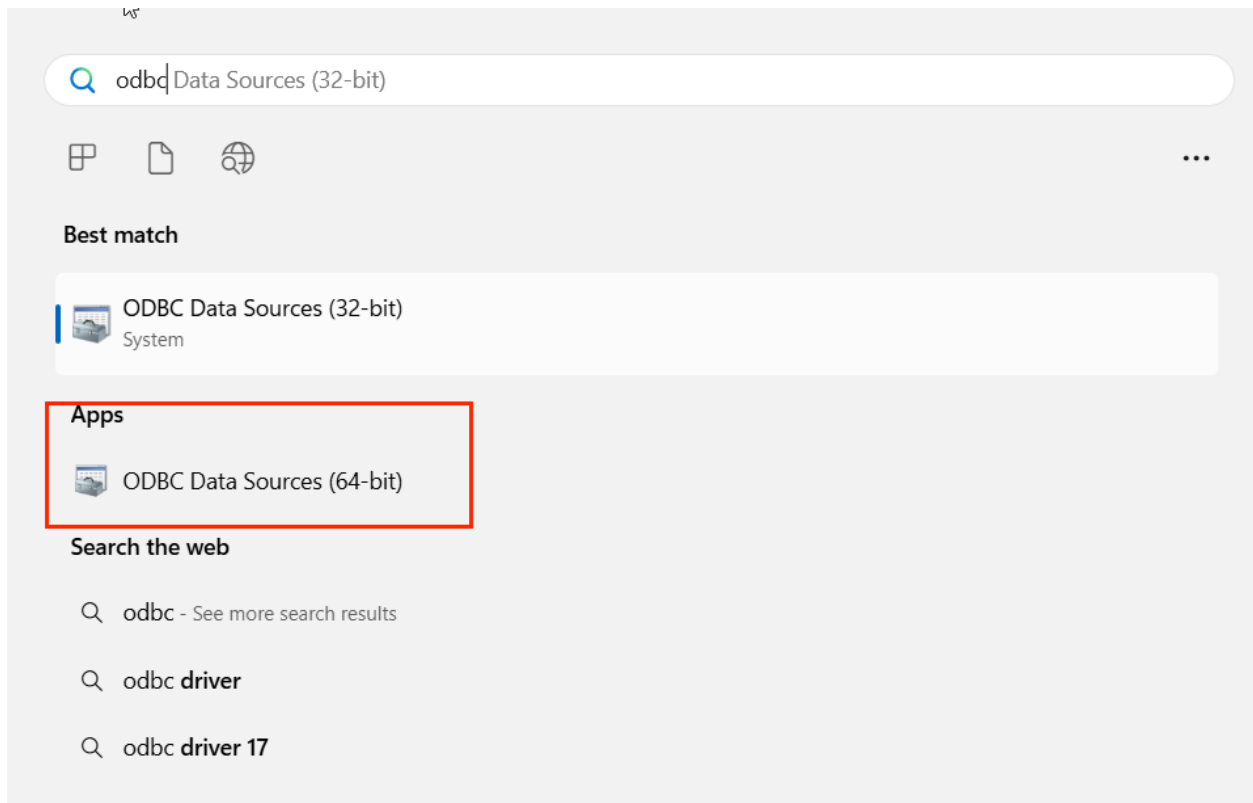 odbc Data Sources (32-bit)
Best match
ODBC Data Sources (32-bit)
System
Apps
ODBC Data Sources (64-bit)
Search the web
odbc - See more search results
odbc driver
odbc driver 17